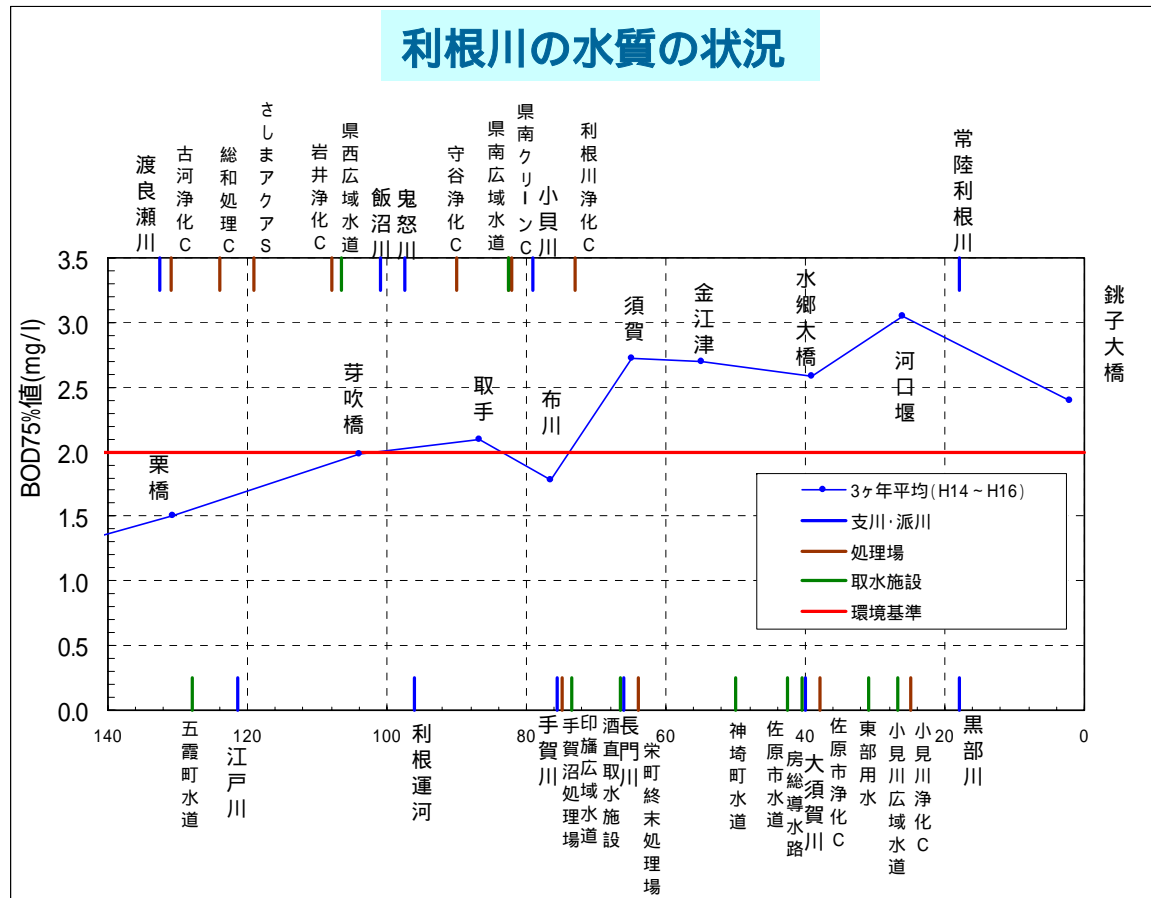 利根川の水質の状況
渡良瀬川
古河浄化C
総和処理C
さしまアクアS
岩井浄化C
県西広域水道
飯沼川
鬼怒川
守谷浄化C
県南広域水道
県南クリーンC
小貝川
利根川浄化C
常陸利根川
BOD75%値(mg/l)
3.5
3.0
2.5
2.0
1.5
1.0
0.5
0.0
栗橋
芽吹橋
取手
布川
須賀
金江津
水郷大橋
河口堰
銚子大橋
3ヶ年平均(H14~H16)
支川・派川
処理場
取水施設
環境基準
140
120
100
80
60
40
20
0
五霞町水道
江戸川
利根運河
手賀川
手賀沼処理場
印旛広域水道
酒直取水施設
長門川
栄町終末処理場
神埼町水道
佐原市水道
房総導水路
大須賀川
佐原市浄化C
東部用水
小見川広域水道
小見川浄化C
黒部川